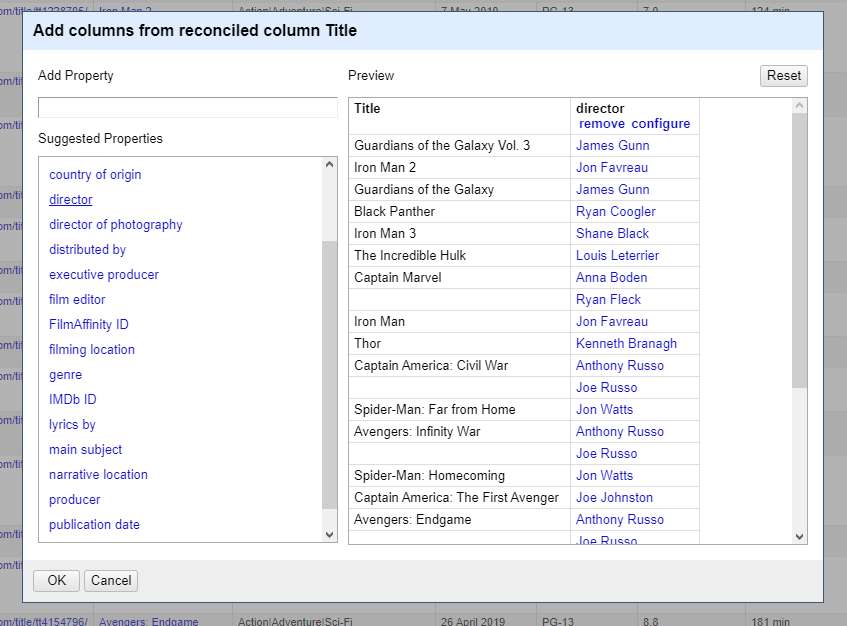 Add columns from reconciled column Title
Add Property
Preview
Reset
Suggested Properties
country of origin
director
director of photography
distributed by
executive producer
film editor
FilmAffinity ID
filming location
genre
IMDb ID
lyrics by
main subject
narrative location
producer
publication date
Title director
remove configure
Guardians of the Galaxy Vol. 3 James Gunn
Iron Man 2 Jon Favreau
Guardians of the Galaxy James Gunn
Black Panther Ryan Coogler
Iron Man 3 Shane Black
The Incredible Hulk Louis Leterrier
Captain Marvel Anna Boden
Ryan Fleck
Iron Man Jon Favreau
Thor Kenneth Branagh
Captain America: Civil War Anthony Russo
Joe Russo
Spider-Man: Far from Home Jon Watts
Avengers: Infinity War Anthony Russo
Joe Russo
Spider-Man: Homecoming Jon Watts
Captain America: The First Avenger Joe Johnston
Avengers: Endgame Anthony Russo
Joe Russo
OK Cancel
om/title/tt4154796/ Avengers: Endgame Action|Adventure|Sci-Fi 26 April 2019 PG-13 8.8 181 min